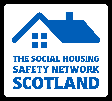 THE SOCIAL HOUSING
SAFETY NETWORK
SCOTLAND